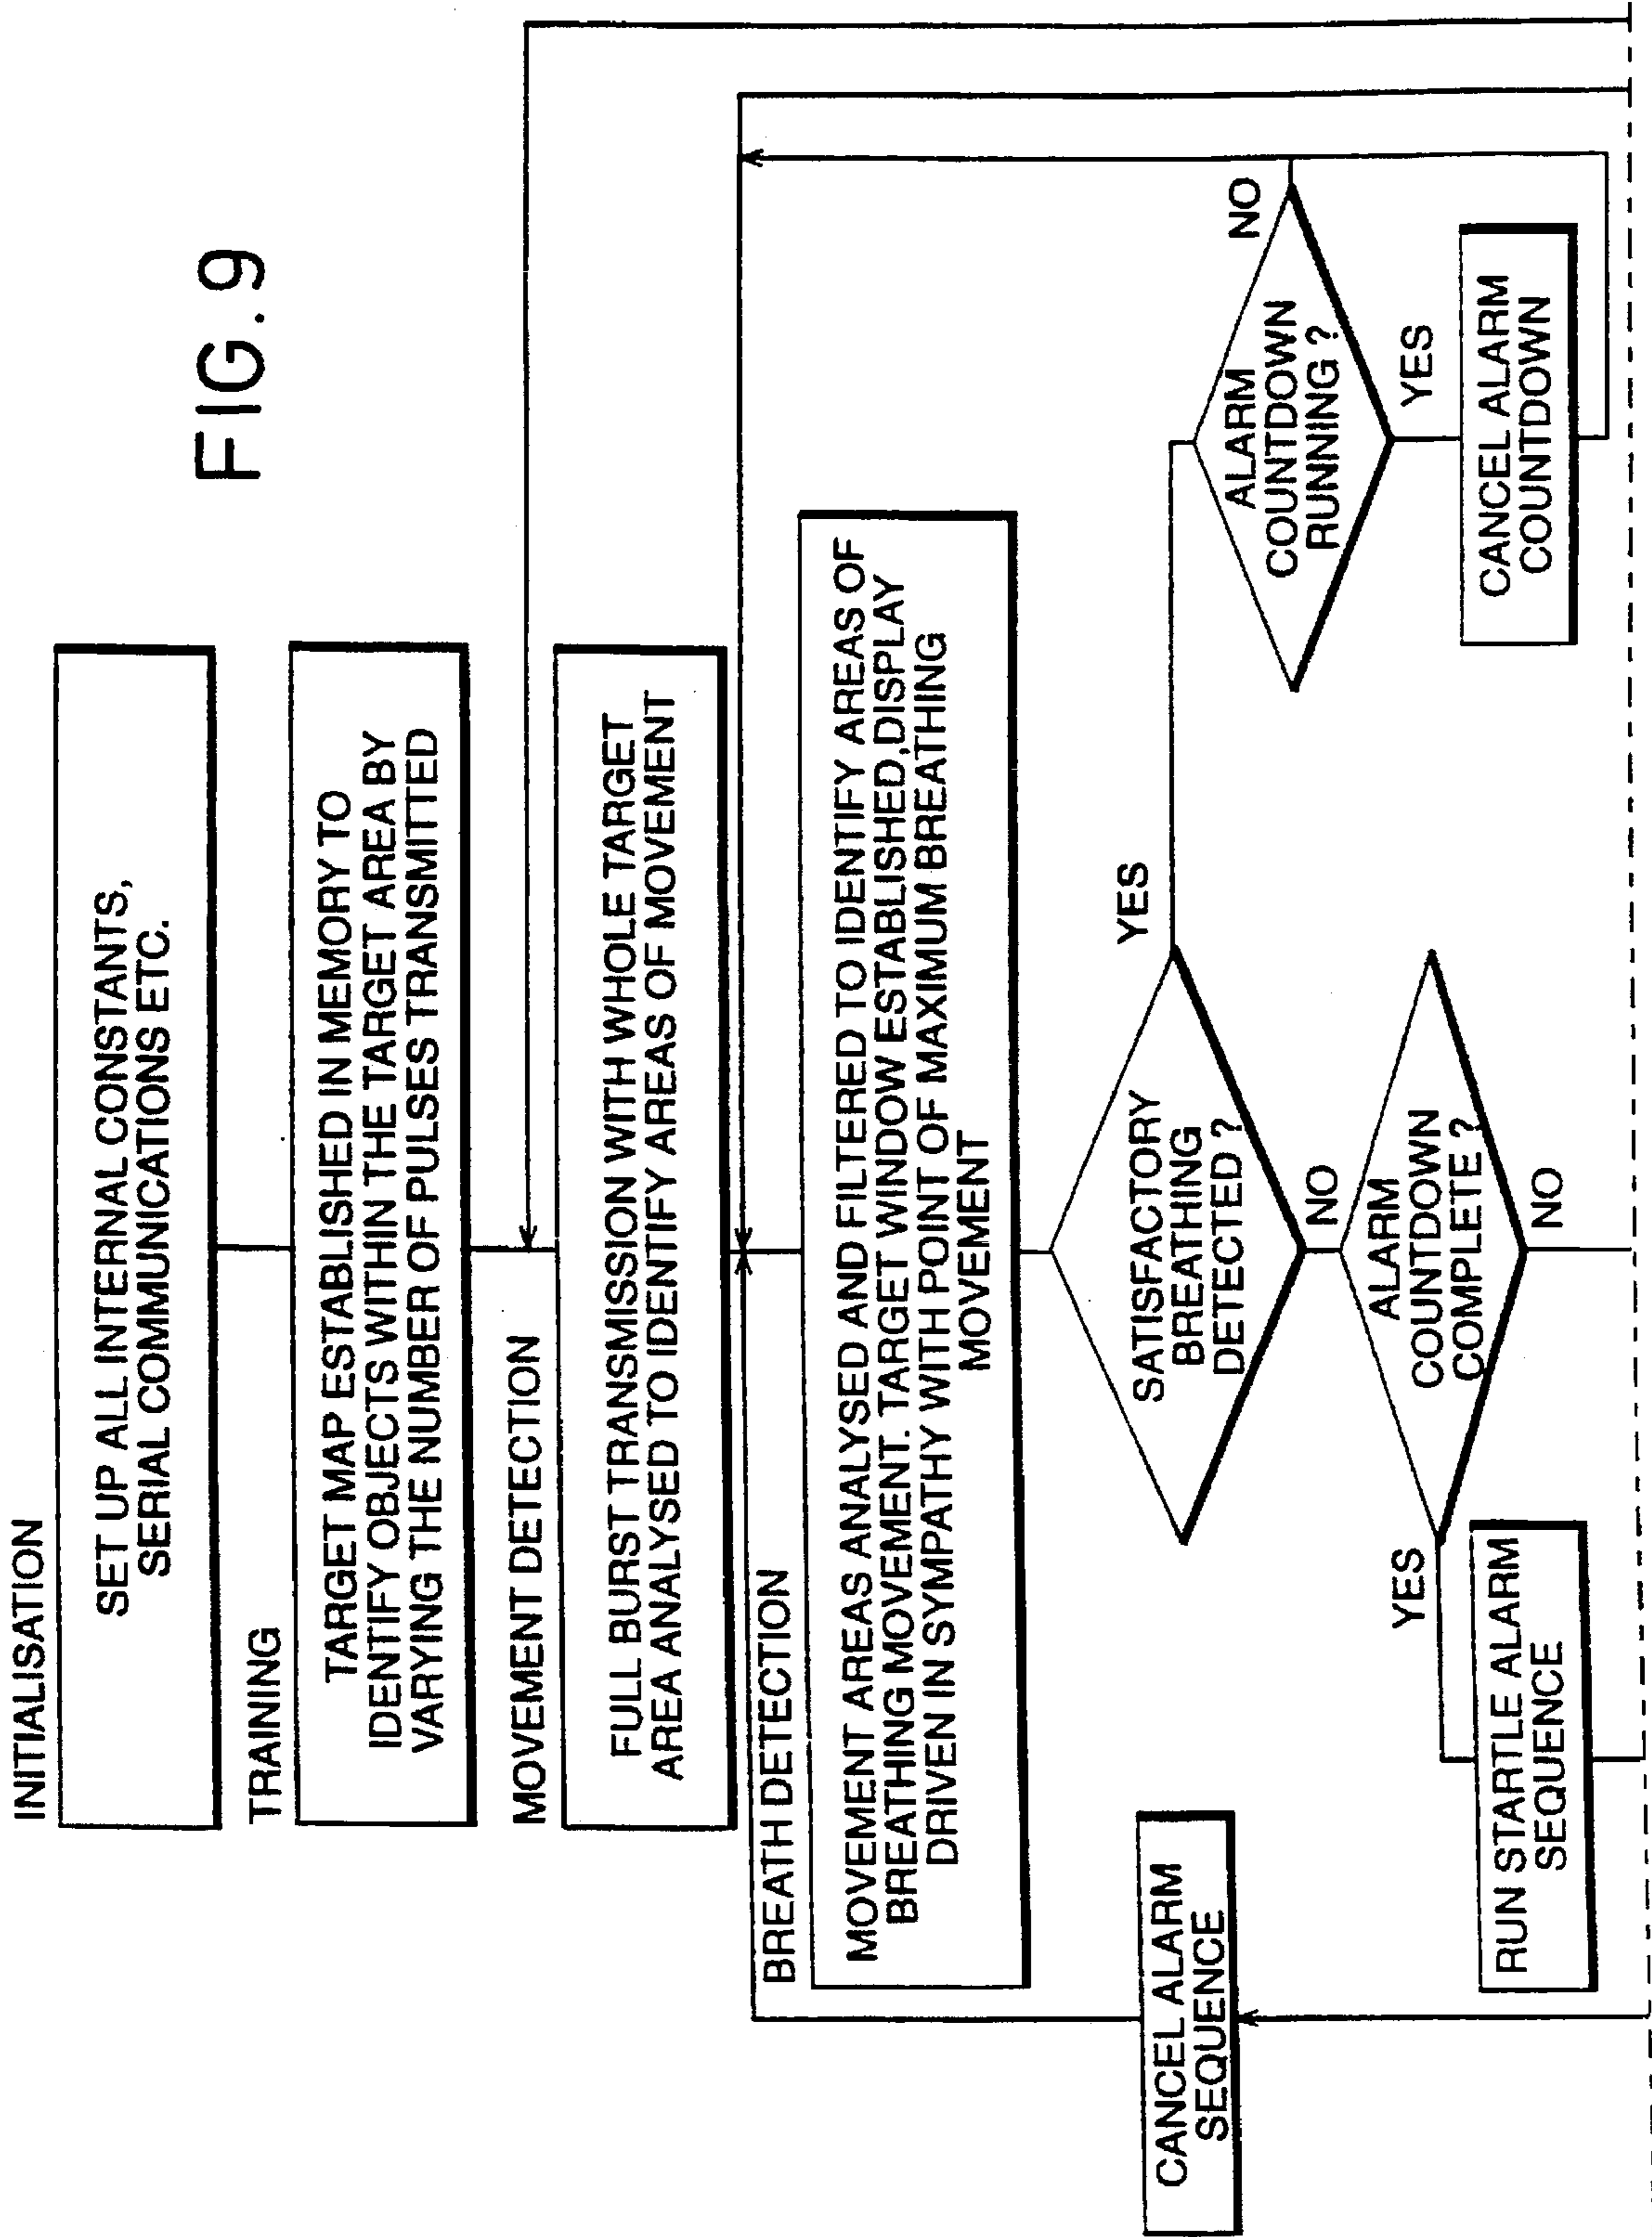 FIG. 9
INITIALISATION
SET UP ALL INTERNAL CONSTANTS,
SERIAL COMMUNICATIONS ETC.
TRAINING
TARGET MAP ESTABLISHED IN MEMORY TO
IDENTIFY OBJECTS WITHIN THE TARGET AREA BY
VARYING THE NUMBER OF PULSES TRANSMITTED
MOVEMENT DETECTION
FULL BURST TRANSMISSION WITH WHOLE TARGET
AREA ANALYSED TO IDENTIFY AREAS OF MOVEMENT
BREATH DETECTION
MOVEMENT AREAS ANALYSED AND FILTERED TO IDENTIFY AREAS OF
BREATHING MOVEMENT. TARGET WINDOW ESTABLISHED,DISPLAY
DRIVEN IN SYMPATHY WITH POINT OF MAXIMUM BREATHING
MOVEMENT
CANCEL ALARM
SEQUENCE
SATISFACTORY
BREATHING
DETECTED ?
YES
NO
ALARM
COUNTDOWN
RUNNING ?
NO
YES
CANCEL ALARM
COUNTDOWN
ALARM
COUNTDOWN
COMPLETE ?
YES
NO
RUN STARTLE ALARM
SEQUENCE